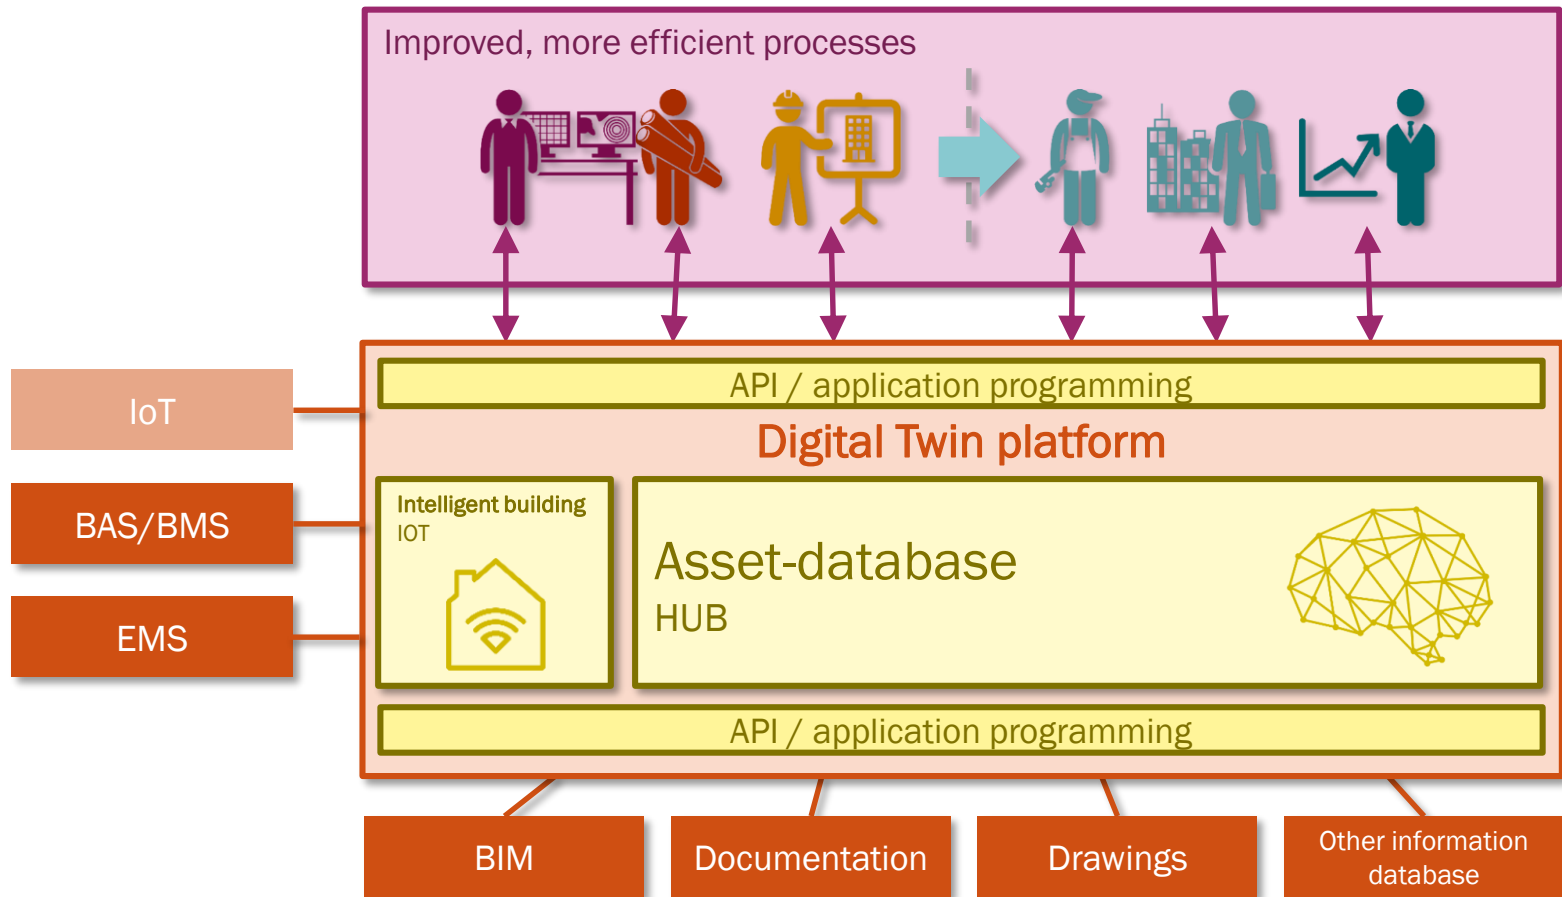 Improved, more efficient processes
API / application programming
IoT
Digital Twin platform
BAS/BMS
Intelligent building
IOT
Asset-database
HUB
EMS
API / application programming
BIM
Documentation
Drawings
Other information
database